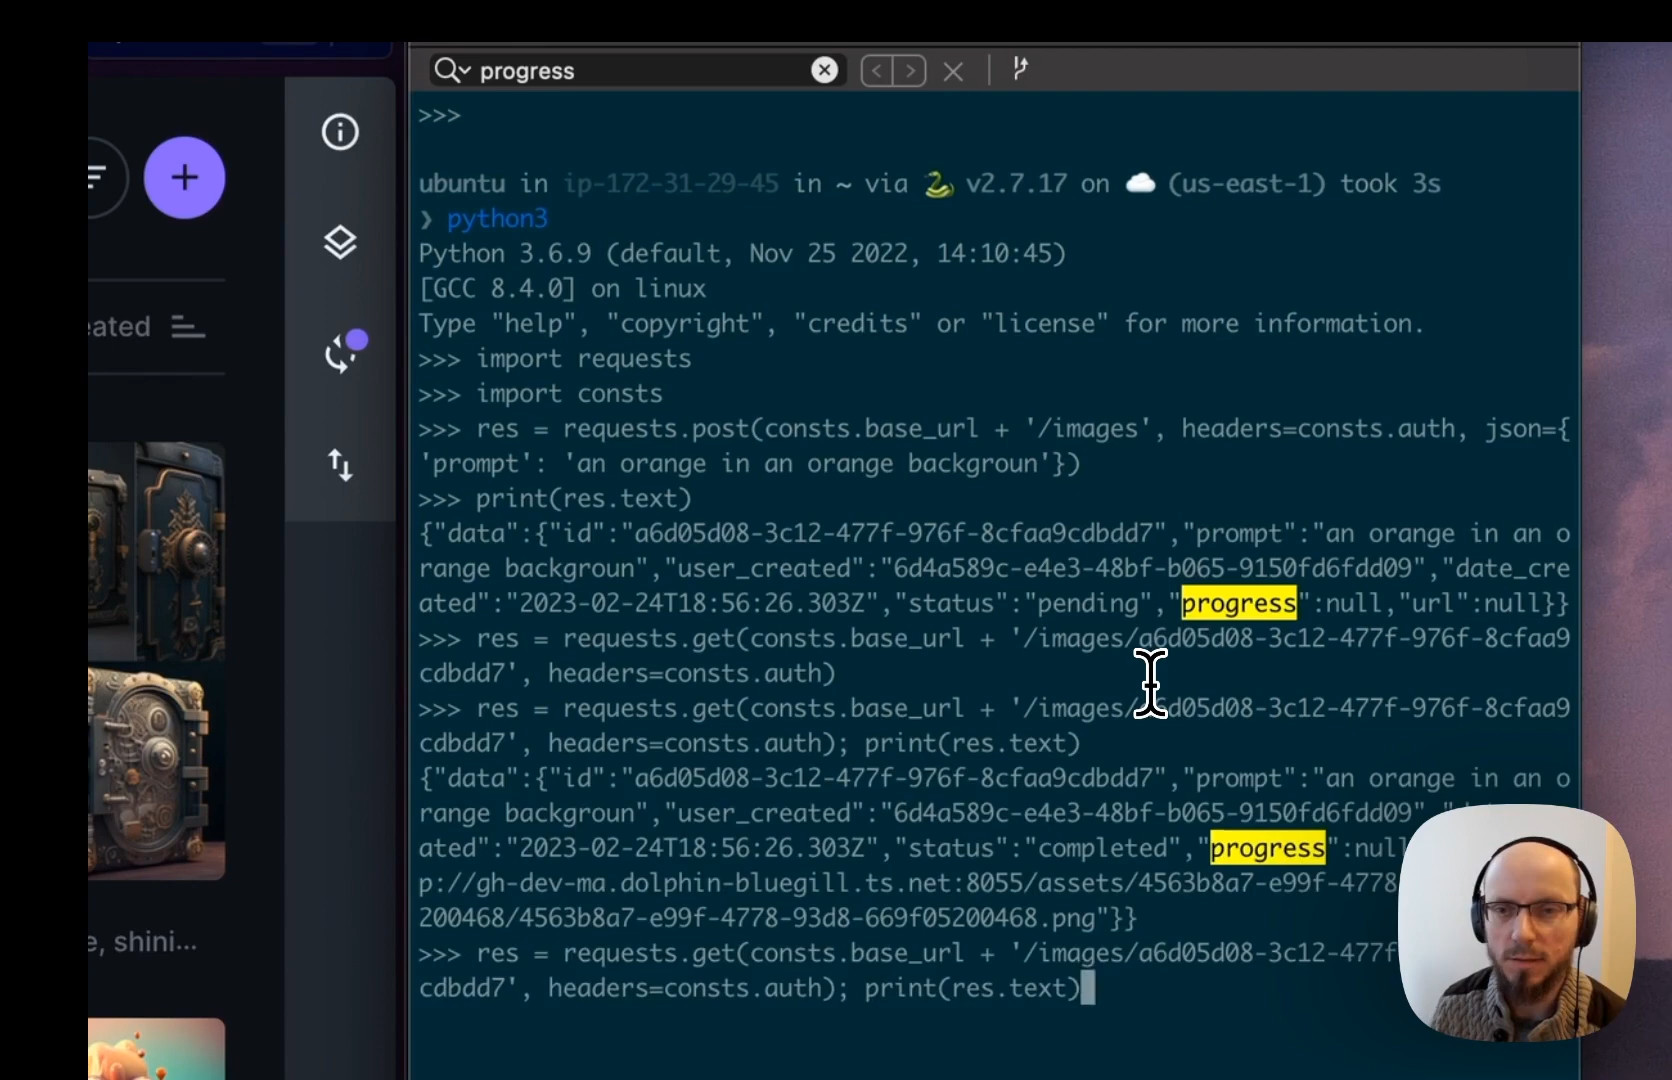 progress
>>>
ubuntu in ip-172-31-29-45 in ~ via 🐍 v2.7.17 on ☁️ (us-east-1) took 3s
❯ python3
Python 3.6.9 (default, Nov 25 2022, 14:10:45)
[GCC 8.4.0] on linux
Type "help", "copyright", "credits" or "license" for more information.
>>> import requests
>>> import consts
>>> res = requests.post(consts.base_url + '/images', headers=consts.auth, json={
'prompt': 'an orange in an orange backgroun'})
>>> print(res.text)
{"data":{"id":"a6d05d08-3c12-477f-976f-8cfaa9cdbdd7","prompt":"an orange in an o
range backgroun","user_created":"6d4a589c-e4e3-48bf-b065-9150fd6fdd09","date_cre
ated":"2023-02-24T18:56:26.303Z","status":"pending","progress":null,"url":null}}
>>> res = requests.get(consts.base_url + '/images/a6d05d08-3c12-477f-976f-8cfaa9
cdbdd7', headers=consts.auth)
>>> res = requests.get(consts.base_url + '/images/a6d05d08-3c12-477f-976f-8cfaa9
cdbdd7', headers=consts.auth); print(res.text)
{"data":{"id":"a6d05d08-3c12-477f-976f-8cfaa9cdbdd7","prompt":"an orange in an o
range backgroun","user_created":"6d4a589c-e4e3-48bf-b065-9150fd6fdd09"
ated":"2023-02-24T18:56:26.303Z","status":"completed","progress":null
p://gh-dev-ma.dolphin-bluegill.ts.net:8055/assets/4563b8a7-e99f-4778
200468/4563b8a7-e99f-4778-93d8-669f05200468.png"}}
>>> res = requests.get(consts.base_url + '/images/a6d05d08-3c12-477f
cdbdd7', headers=consts.auth); print(res.text)
eated
e, shini...